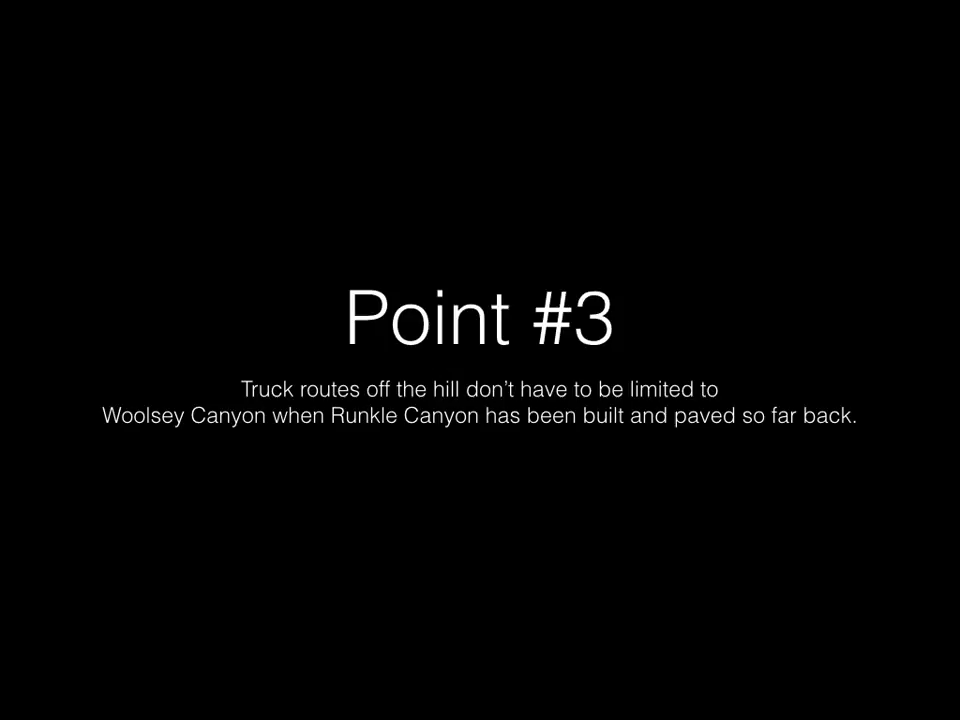 Point #3
Truck routes off the hill don’t have to be limited to
Woolsey Canyon when Runkle Canyon has been built and paved so far back.